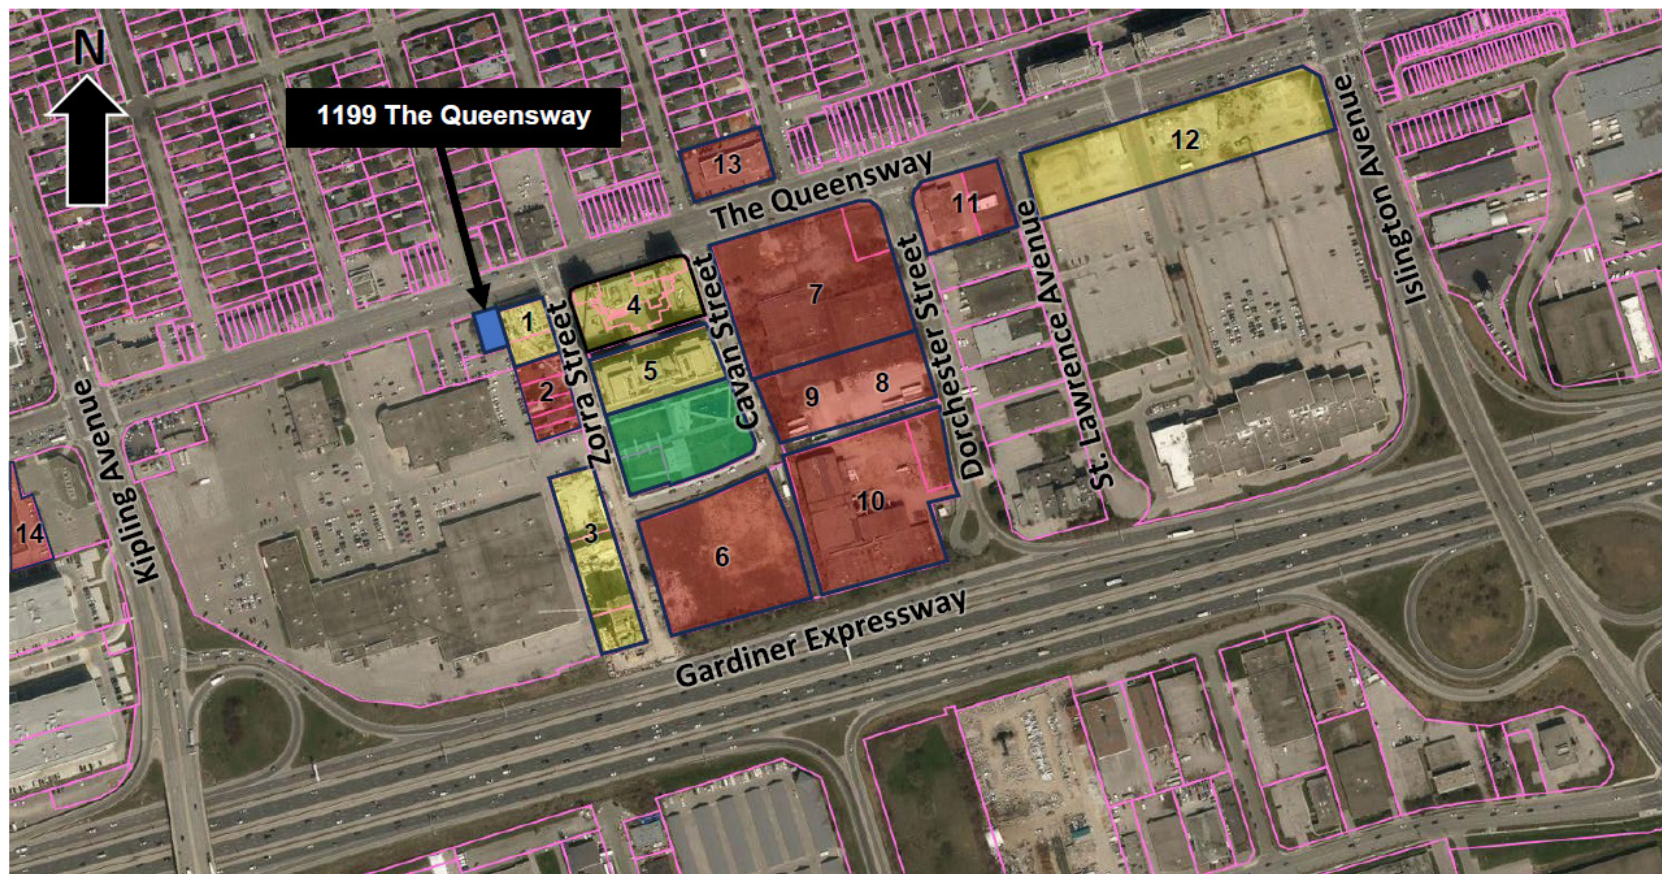 N
1199 The Queensway
13
The Queensway
12
11
Islington Avenue
St. Lawrence Avenue
Dorchester Street
Cavan Street
7
4
1
Zorra Street
5
2
9
8
Kipling Avenue
14
3
10
6
Gardiner Expressway